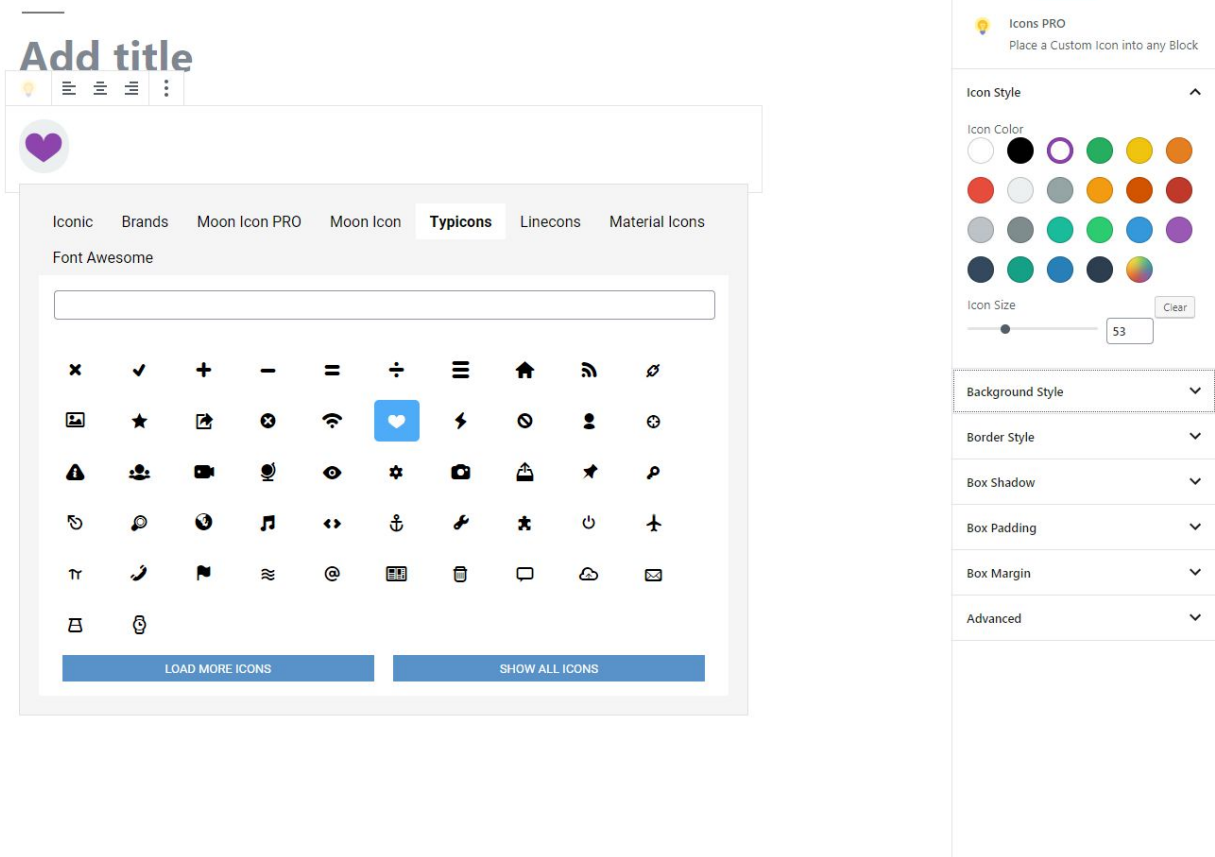 Add title
Iconic Brands Moon Icon PRO Moon Icon Typicons Linecons Material Icons
Font Awesome
LOAD MORE ICONS SHOW ALL ICONS
Icons PRO
Place a Custom Icon into any Block
Icon Style
Icon Color
Icon Size
Clear
53
Background Style
Border Style
Box Shadow
Box Padding
Box Margin
Advanced